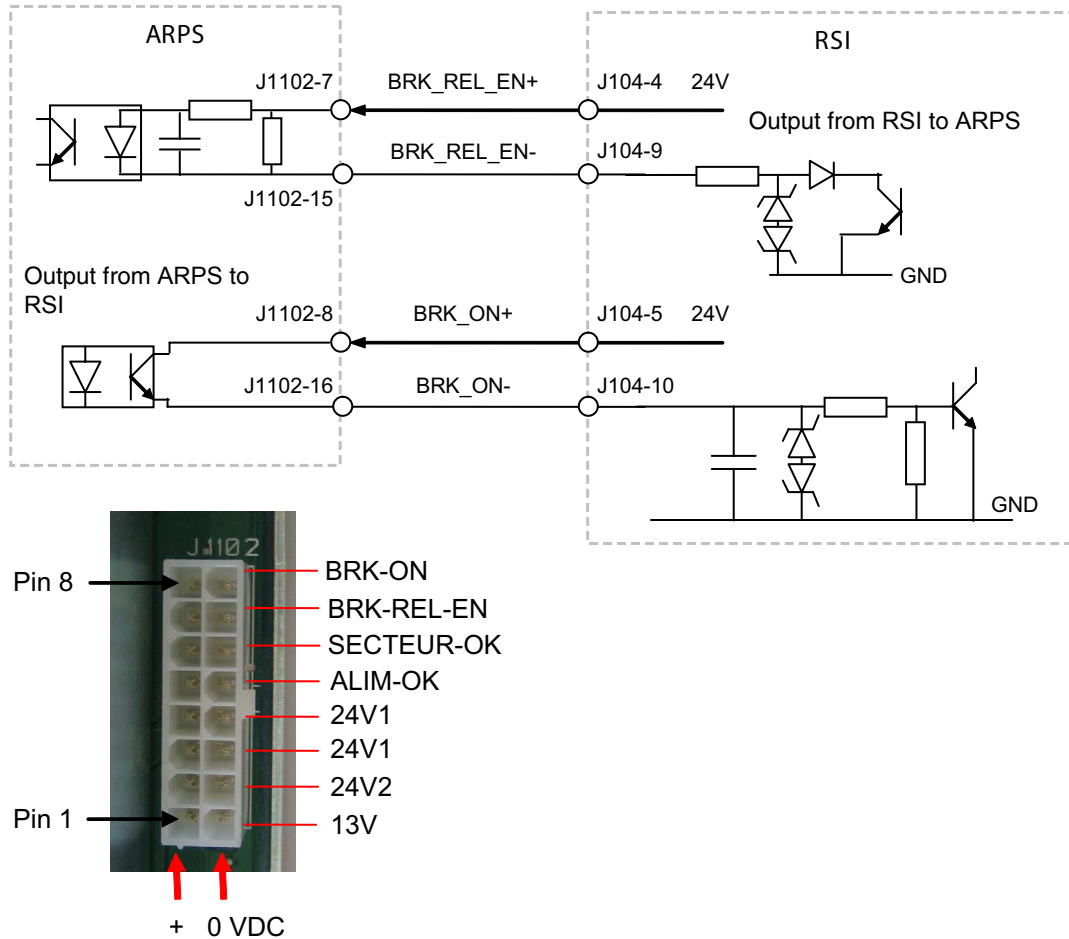 ARPS
RSI
J1102-7
BRK_REL_EN+
J104-4
24V
Output from RSI to ARPS
BRK_REL_EN-
J104-9
J1102-15
GND
Output from ARPS to
RSI
J1102-8
BRK_ON+
J104-5
24V
J1102-16
BRK_ON-
J104-10
GND
J1102
Pin 8
BRK-ON
BRK-REL-EN
SECTEUR-OK
ALIM-OK
24V1
24V1
24V2
Pin 1
13V
+ 0 VDC